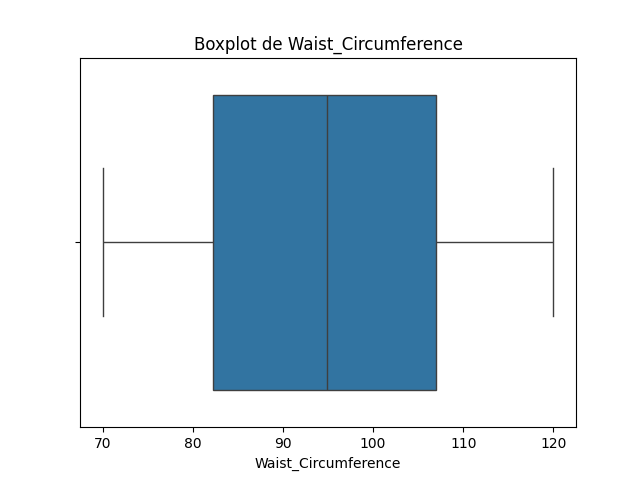 Boxplot de Waist_Circumference
70 80 90 100 110 120
Waist_Circumference